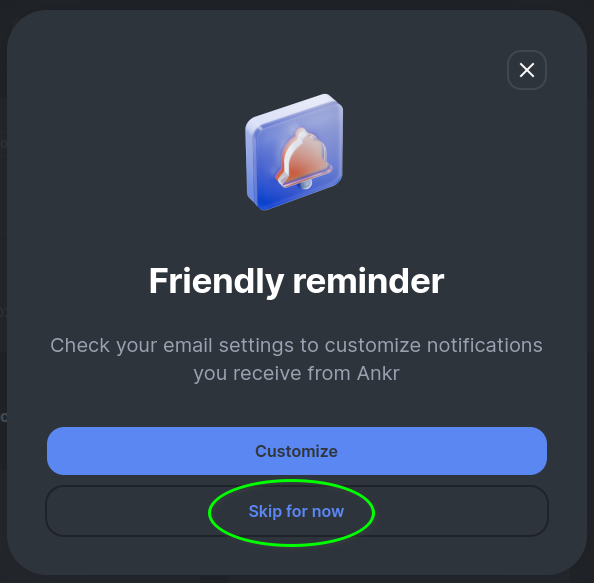 Friendly reminder
Check your email settings to customize notifications
you receive from Ankr
Customize
Skip for now